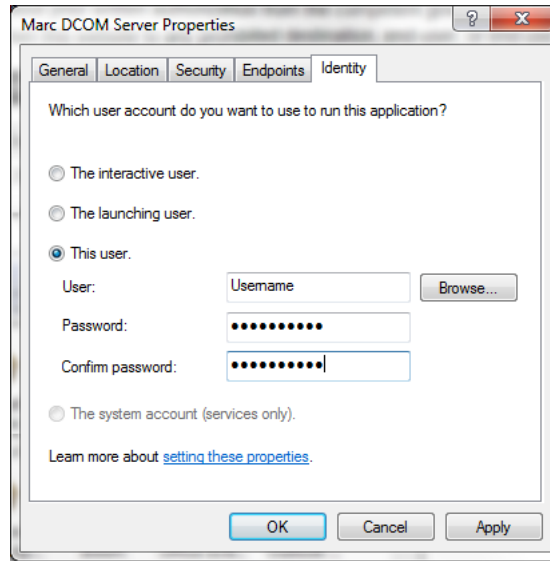 Marc DCOM Server Properties
General Location Security Endpoints Identity
Which user account do you want to use to run this application?
The interactive user.
The launching user.
This user.
User: Username Browse...
Password: ••••••••••
Confirm password: ••••••••••
The system account (services only).
Learn more about setting these properties.
OK Cancel Apply